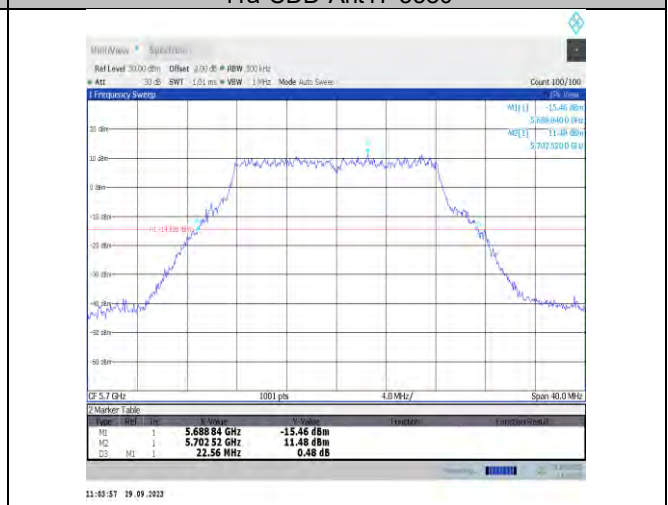 MultiView Spectrum
Ref Level 30.00 dBm Offset 2.00 dB RBW 300 kHz
Att 30 dB SWT 1.01 ms VBW 1 MHz Mode Auto Sweep Count 100/100
1 Frequency Sweep
M1[1] -15.46 dBm
5.688 840 0 GHz
M2[1] 11.48 dBm
5.702 520 0 GHz
20 dBm
10 dBm
0 dBm
-10 dBm
-20 dBm
-30 dBm
-40 dBm
-50 dBm
-60 dBm
CF 5.7 GHz 1001 pts 4.0 MHz/ Span 40.0 MHz
2 Marker Table
Type Ref Trc X-Value Y-Value Function Function Result
M1 1 5.688 84 GHz -15.46 dBm
M2 1 5.702 52 GHz 11.48 dBm
D3 M1 1 22.56 MHz 0.48 dB
11:03:57 29.09.2023